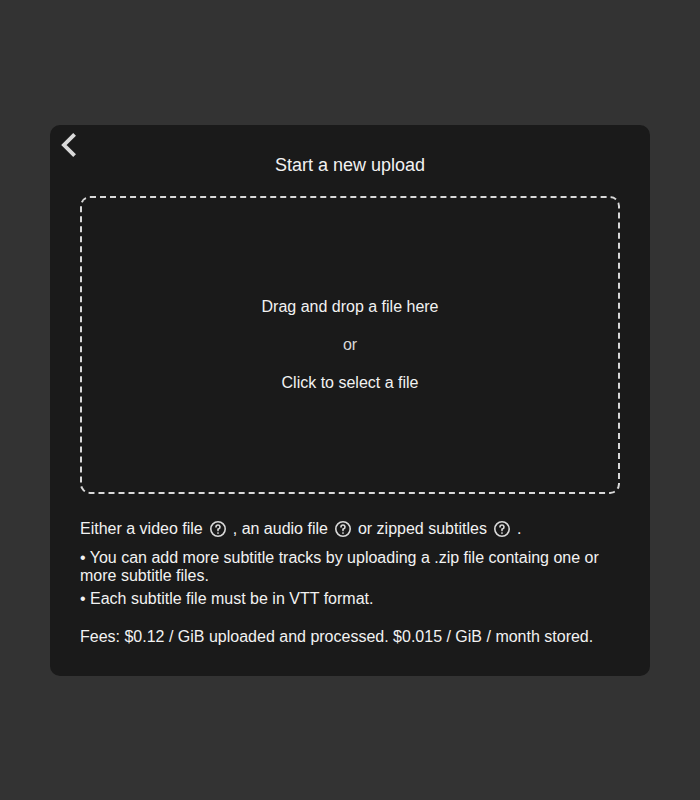 Start a new upload
Drag and drop a file here
or
Click to select a file
Either a video file ? , an audio file ? or zipped subtitles ? .
• You can add more subtitle tracks by uploading a .zip file containg one or
more subtitle files.
• Each subtitle file must be in VTT format.
Fees: $0.12 / GiB uploaded and processed. $0.015 / GiB / month stored.